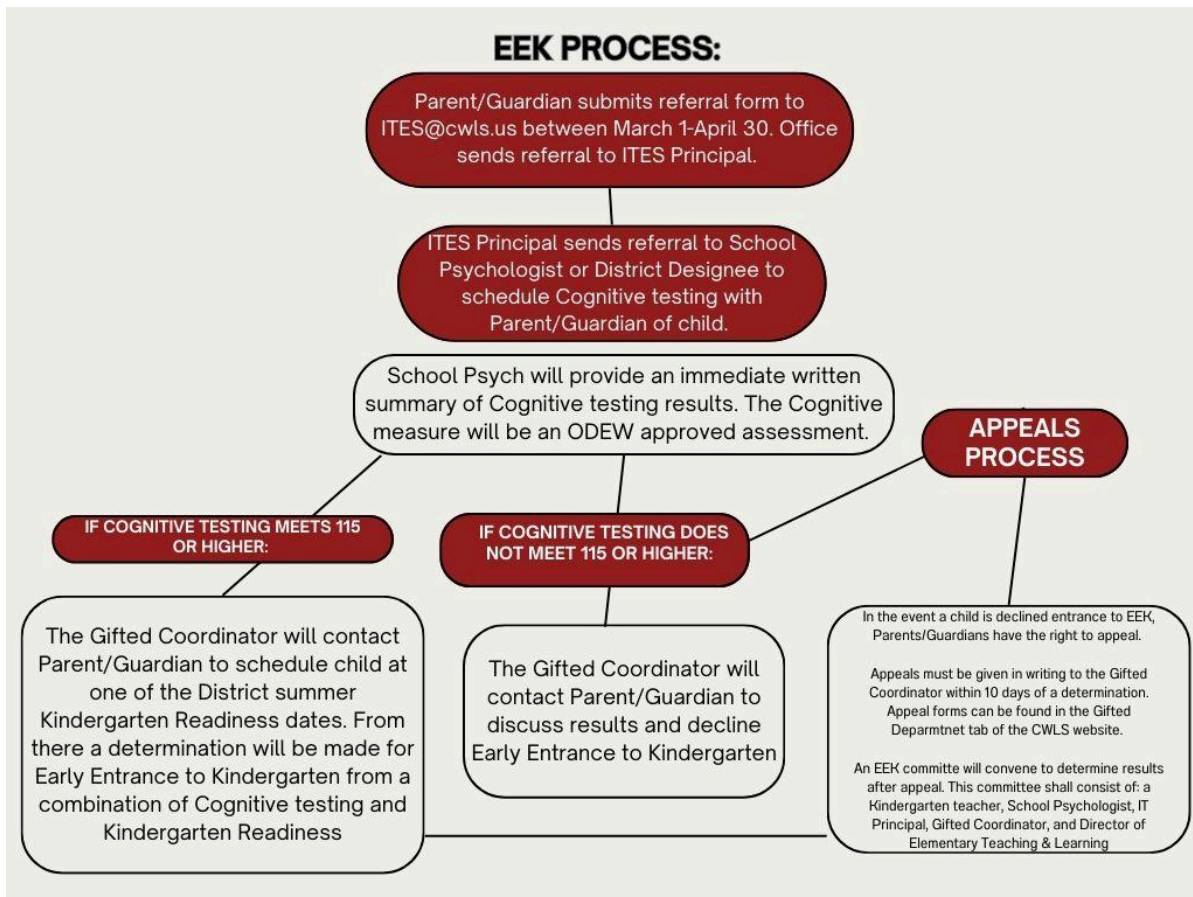 EEK PROCESS:
Parent/Guardian submits referral form to
ITES@cwls.us between March 1-April 30. Office
sends referral to ITES Principal.
ITES Principal sends referral to School
Psychologist or District Designee to
schedule Cognitive testing with
Parent/Guardian of child.
School Psych will provide an immediate written
summary of Cognitive testing results. The Cognitive
measure will be an ODEW approved assessment.
APPEALS
PROCESS
IF COGNITIVE TESTING MEETS 115
OR HIGHER:
IF COGNITIVE TESTING DOES
NOT MEET 115 OR HIGHER:
The Gifted Coordinator will contact
Parent/Guardian to schedule child at
one of the District summer
Kindergarten Readiness dates. From
there a determination will be made for
Early Entrance to Kindergarten from a
combination of Cognitive testing and
Kindergarten Readiness
The Gifted Coordinator will
contact Parent/Guardian to
discuss results and decline
Early Entrance to Kindergarten
In the event a child is declined entrance to EEK,
Parents/Guardians have the right to appeal.
Appeals must be given in writing to the Gifted
Coordinator within 10 days of a determination.
Appeal forms can be found in the Gifted
Deparmtnet tab of the CWLS website.
An EEK committe will convene to determine results
after appeal. This committee shall consist of: a
Kindergarten teacher, School Psychologist, IT
Principal, Gifted Coordinator, and Director of
Elementary Teaching & Learning